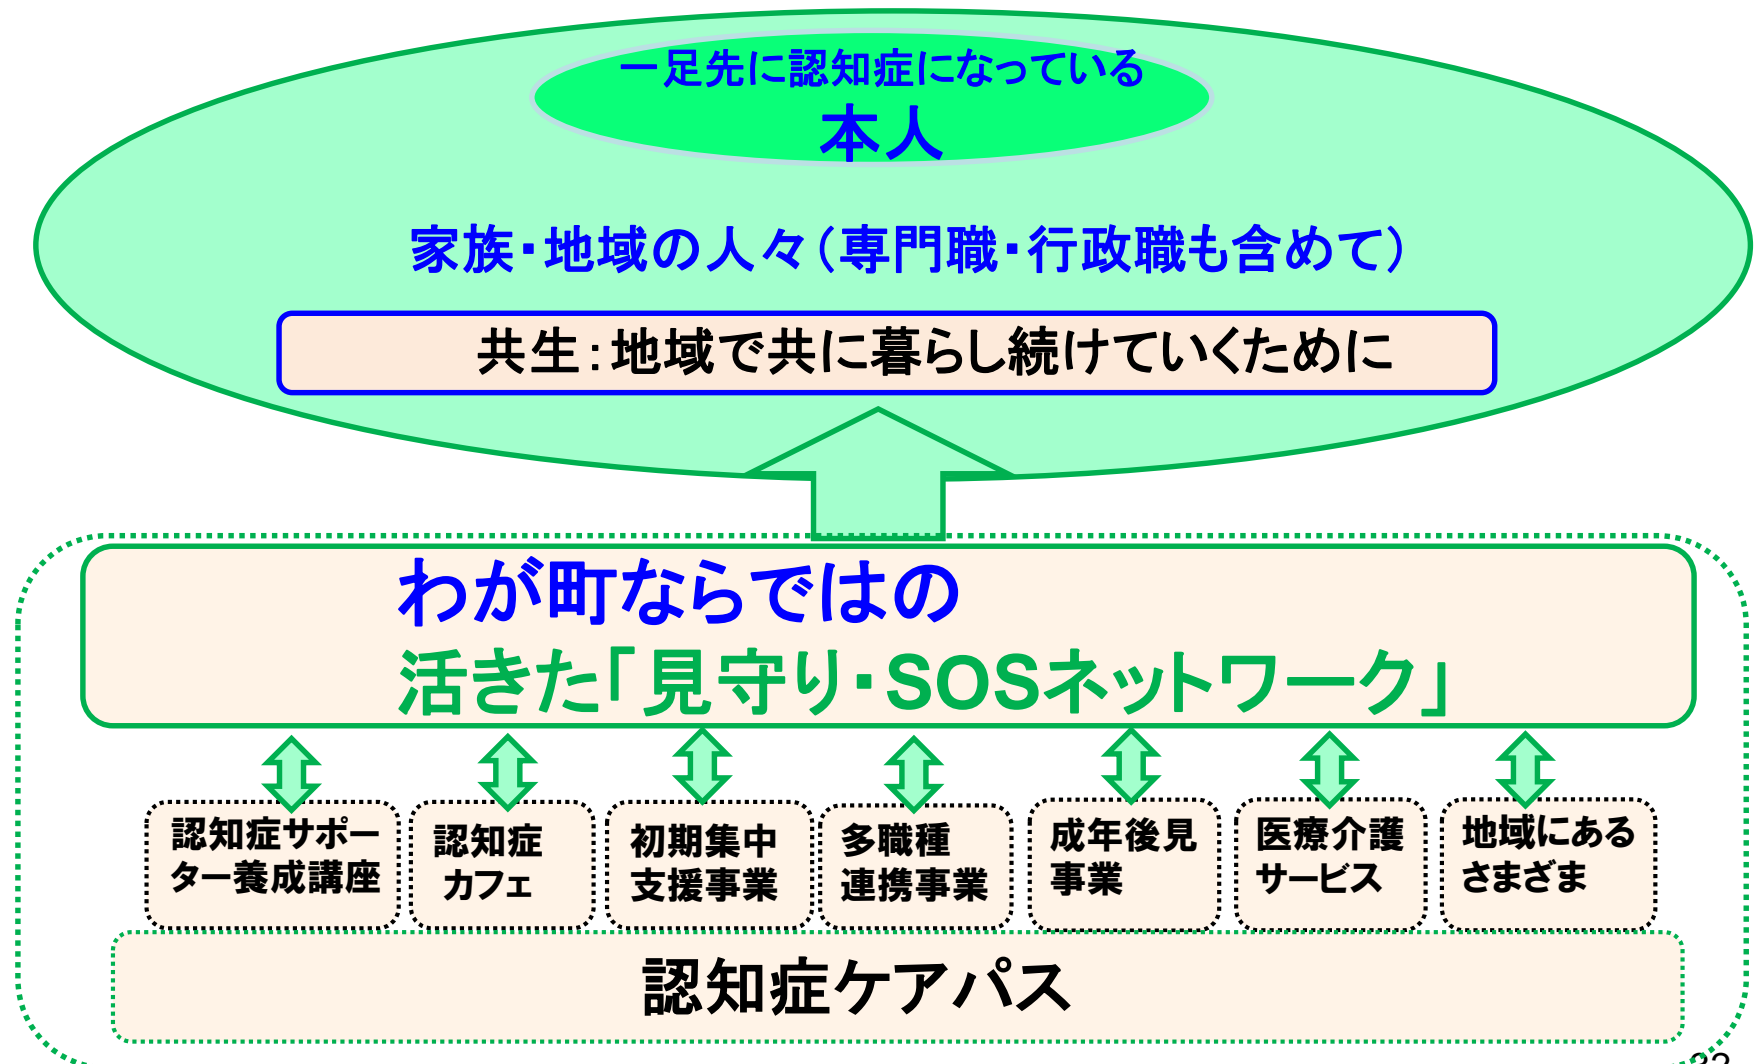 一足先に認知症になっている
本人
家族・地域の人々（専門職・行政職も含めて）
共生：地域で共に暮らし続けていくために
わが町ならではの
活きた「見守り・SOSネットワーク」
認知症サポー
ター養成講座
認知症
カフェ
初期集中
支援事業
多職種
連携事業
成年後見
事業
医療介護
サービス
地域にある
さまざま
認知症ケアパス